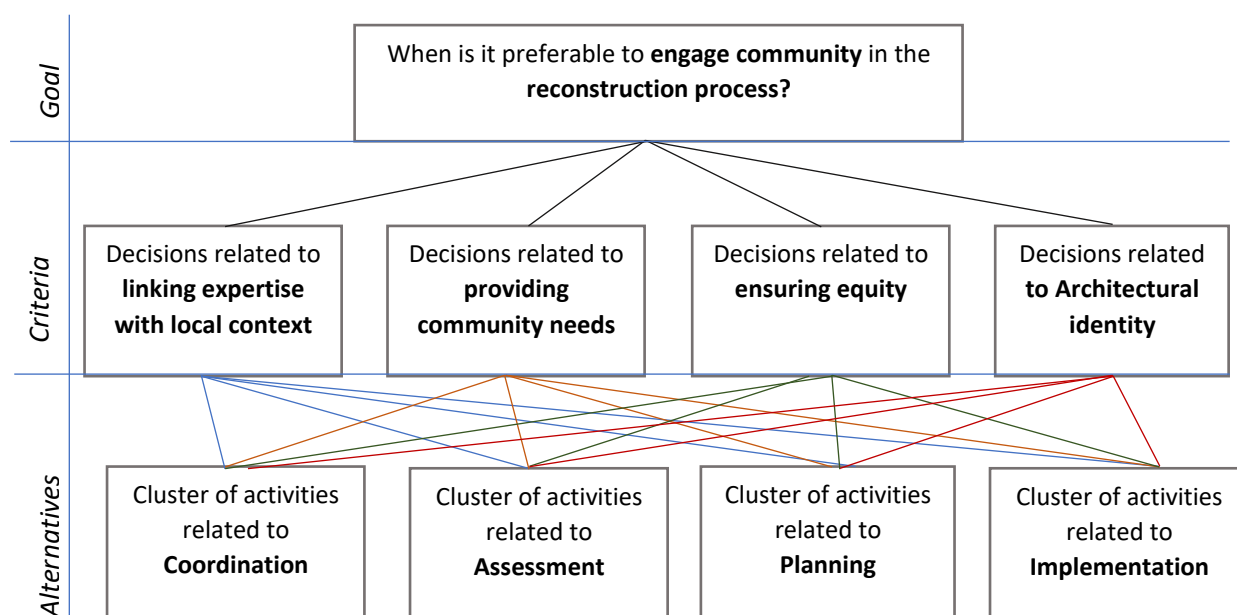 Goal
When is it preferable to engage community in the
reconstruction process?
Criteria
Decisions related to
linking expertise
with local context
Decisions related to
providing
community needs
Decisions related to
ensuring equity
Decisions related
to Architectural
identity
Alternatives
Cluster of activities
related to
Coordination
Cluster of activities
related to
Assessment
Cluster of activities
related to
Planning
Cluster of activities
related to
Implementation